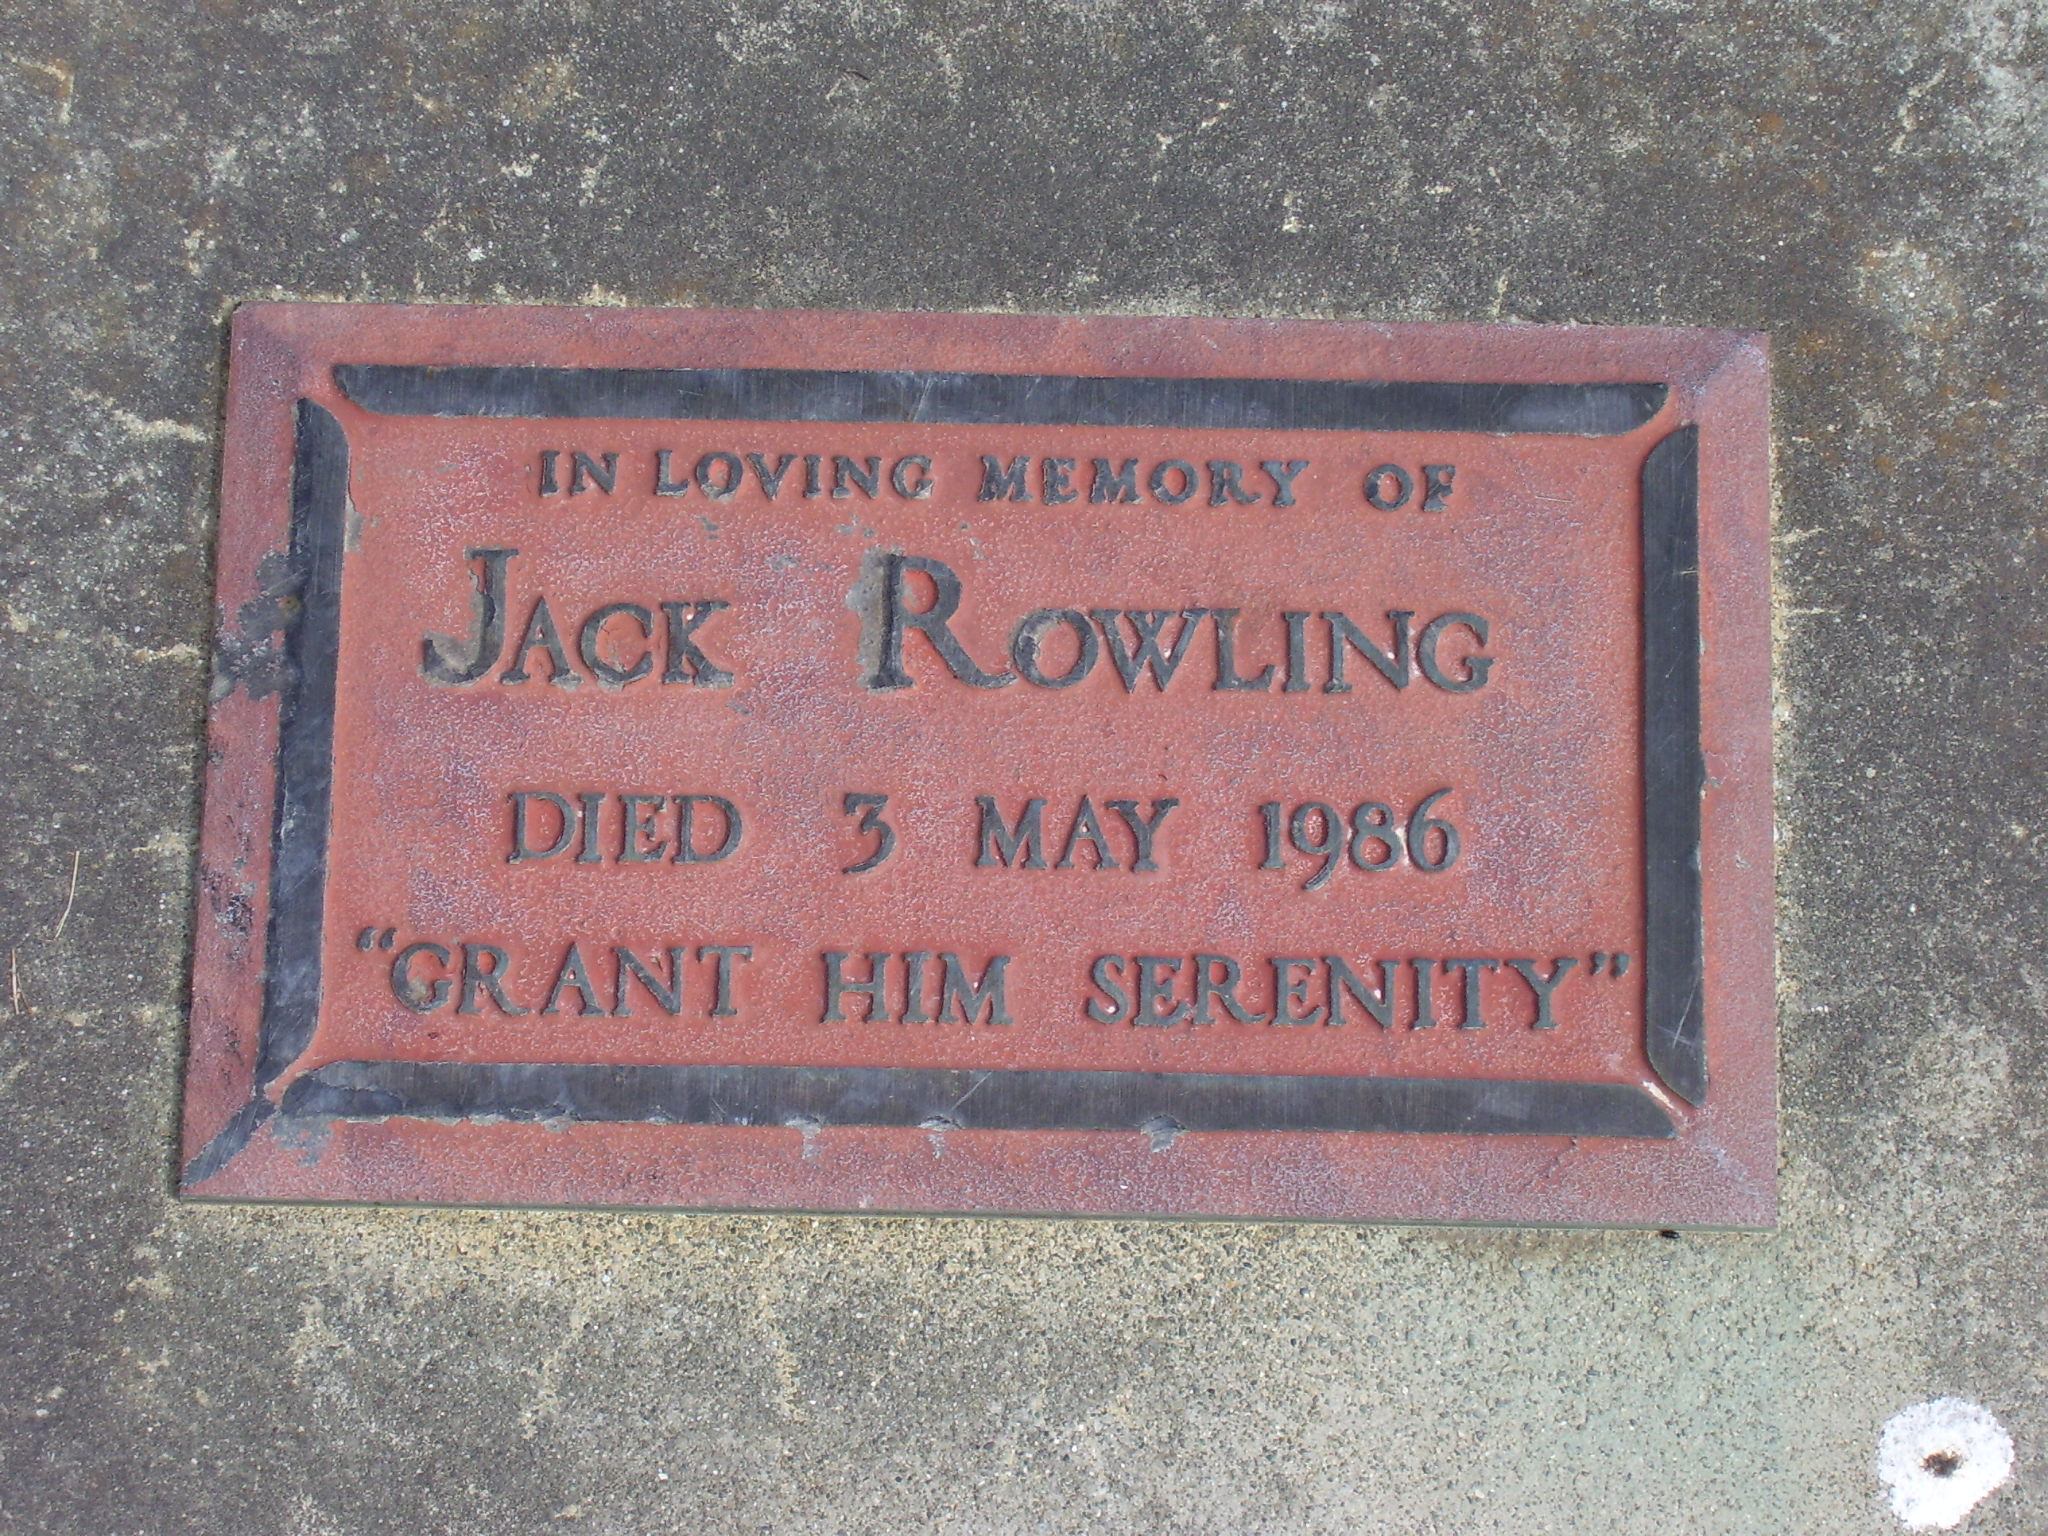 IN LOVING MEMORY OF
JACK ROWLING
DIED 3 MAY 1986
“GRANT HIM SERENITY”